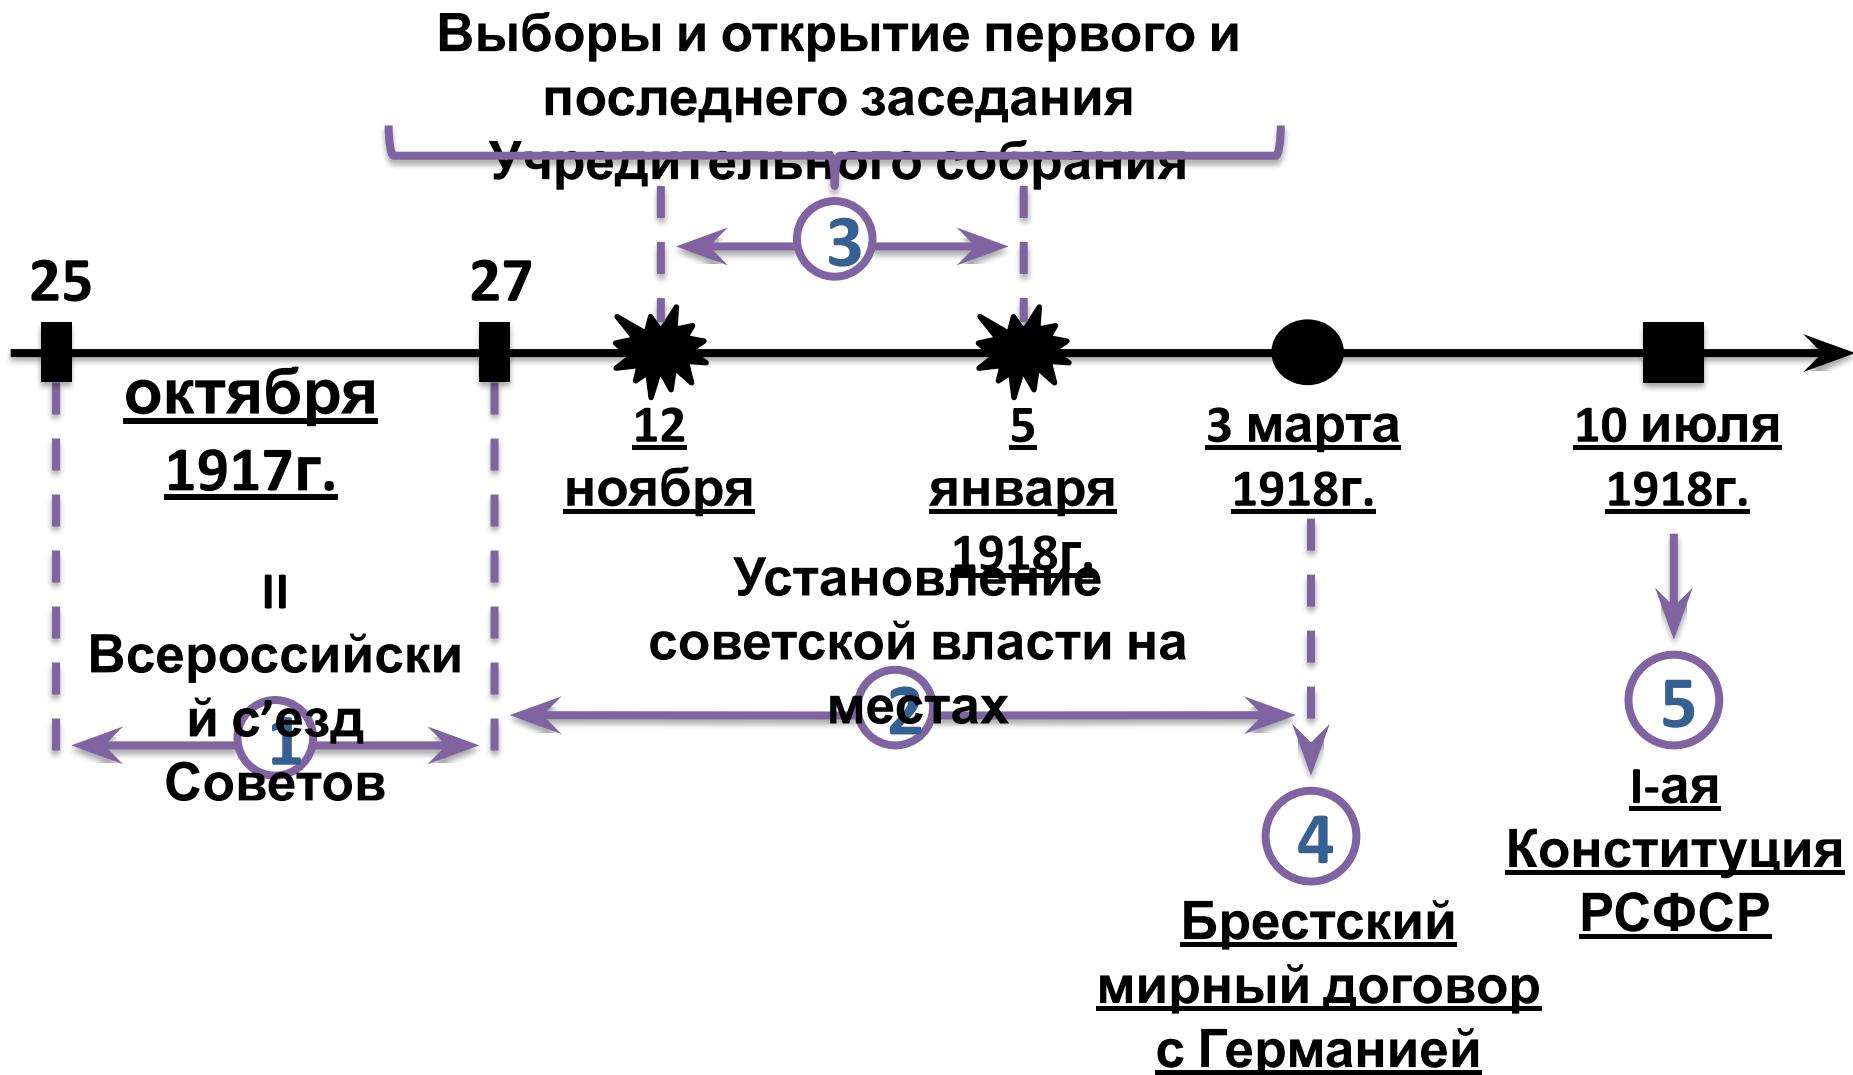 Выборы и открытие первого и
последнего заседания
Учредительного собрания
3
25
27
октября
1917г.
12
ноября
5
января
1918г.
3 марта
1918г.
10 июля
1918г.
II
Всероссийски
й с’езд
Советов
1
Установление
советской власти на
местах
2
4
Брестский
мирный договор
с Германией
5
I-ая
Конституция
РСФСР